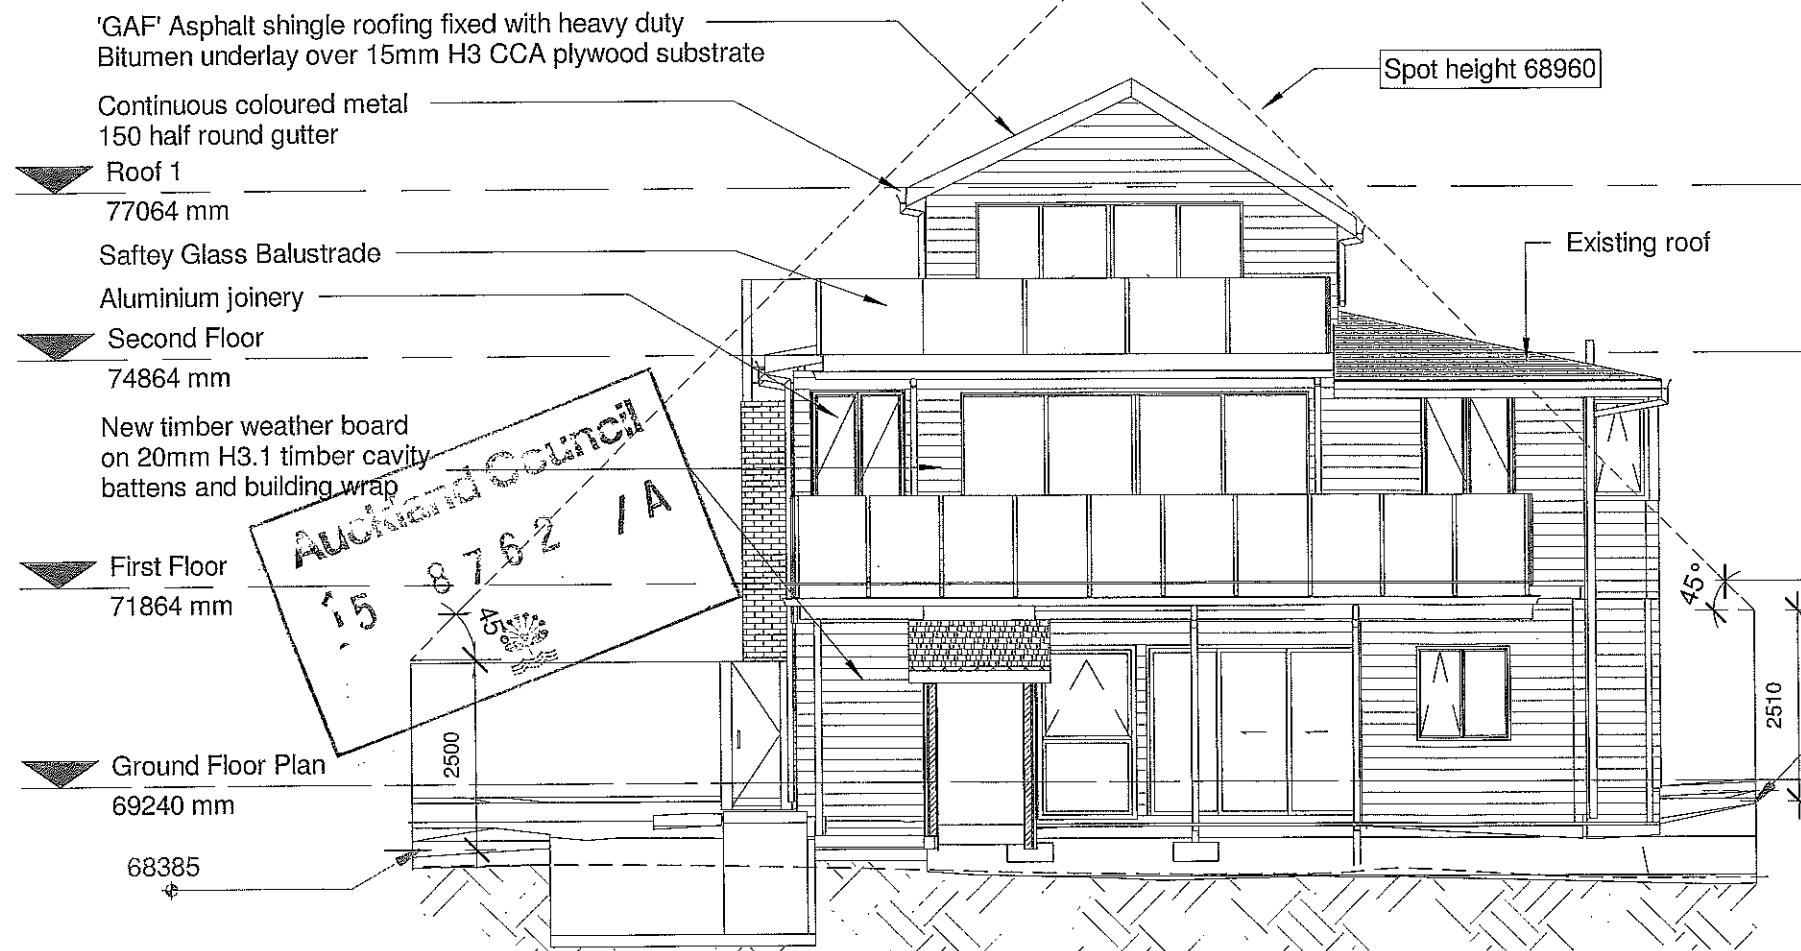 'GAF' Asphalt shingle roofing fixed with heavy duty
Bitumen underlay over 15mm H3 CCA plywood substrate
Spot height 68960
Continuous coloured metal
150 half round gutter
Roof 1
77064 mm
Saftey Glass Balustrade
Existing roof
Aluminium joinery
Second Floor
74864 mm
New timber weather board
on 20mm H3.1 timber cavity
battens and building wrap
Auckland Council
15 8762 /A
First Floor
71864 mm
45°
45°
2510
2500
Ground Floor Plan
69240 mm
68385